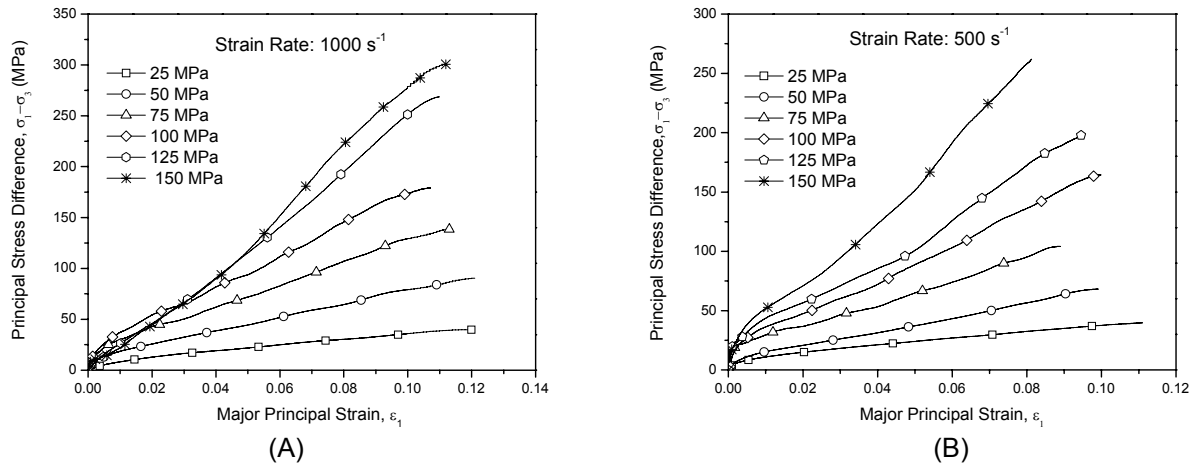 350
300
250
200
150
100
50
0
Principal Stress Difference, σ₁−σ₃ (MPa)
Strain Rate: 1000 s⁻¹
25 MPa
50 MPa
75 MPa
100 MPa
125 MPa
150 MPa
0.00 0.02 0.04 0.06 0.08 0.10 0.12 0.14
Major Principal Strain, ε₁
(A)
300
250
200
150
100
50
0
Principal Stress Difference,σ₁−σ₃ (MPa)
Strain Rate: 500 s⁻¹
25 MPa
50 MPa
75 MPa
100 MPa
125 MPa
150 MPa
0.00 0.02 0.04 0.06 0.08 0.10 0.12
Major Principal Strain, ε₁
(B)